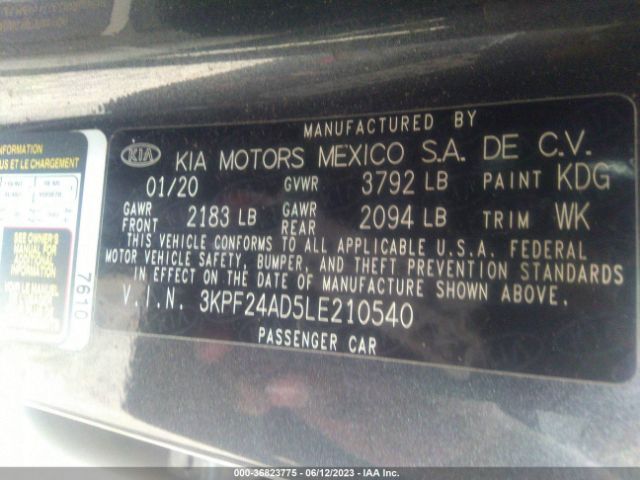 NFORMATION
US ET LE CHARGEMENT
SEE OWNER'S
7610
MANUFACTURED BY
KIA KIA MOTORS MEXICO S.A. DE C.V.
01/20 GVWR 3792 LB PAINT KDG
GAWR FRONT 2183 LB GAWR REAR 2094 LB TRIM WK
THIS VEHICLE CONFORMS TO ALL APPLICABLE U.S.A. FEDERAL
MOTOR VEHICLE SAFETY, BUMPER, AND THEFT PREVENTION STANDARDS
IN EFFECT ON THE DATE OF MANUFACTURE SHOWN ABOVE.
V.I.N. 3KPF24AD5LE210540
PASSENGER CAR
000-36823775 - 06/12/2023 - IAA Inc.